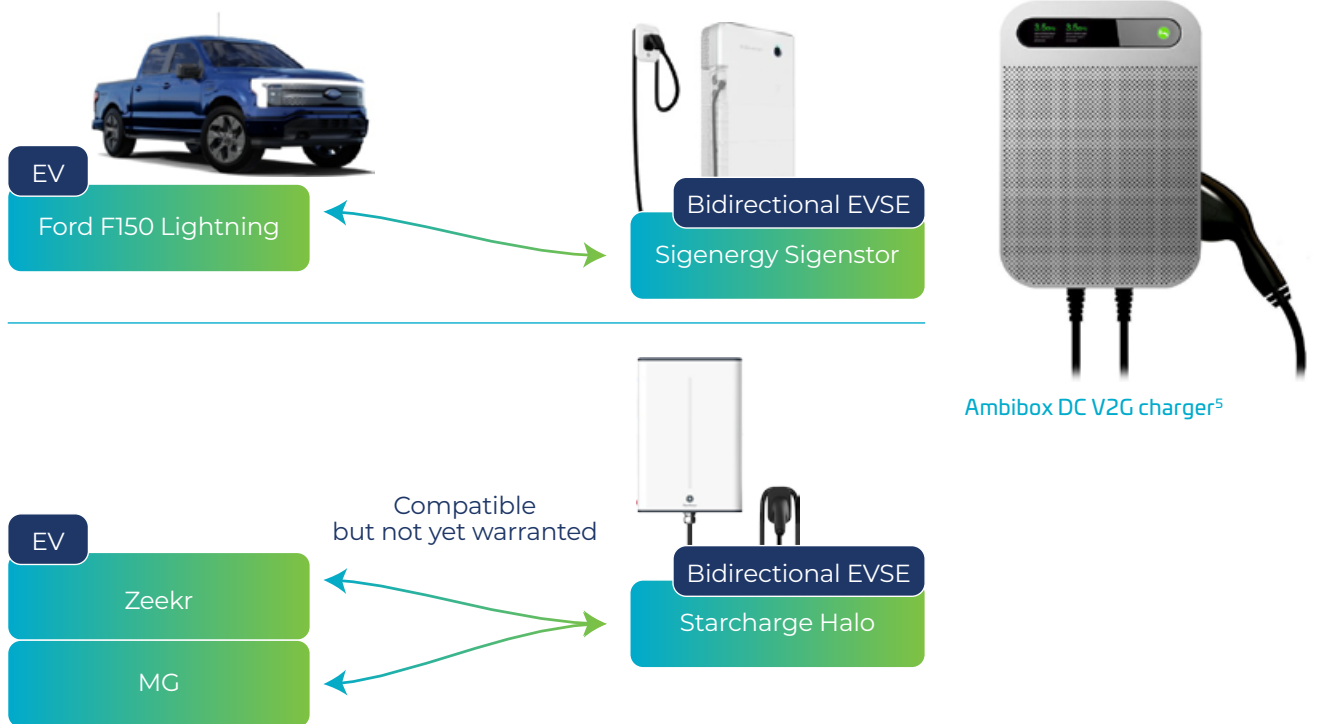 EV
Ford F150 Lightning
Bidirectional EVSE
Sigenergy Sigenstor
Ambibox DC V2G charger⁵
Compatible
but not yet warranted
EV
Zeekr
MG
Bidirectional EVSE
Starcharge Halo